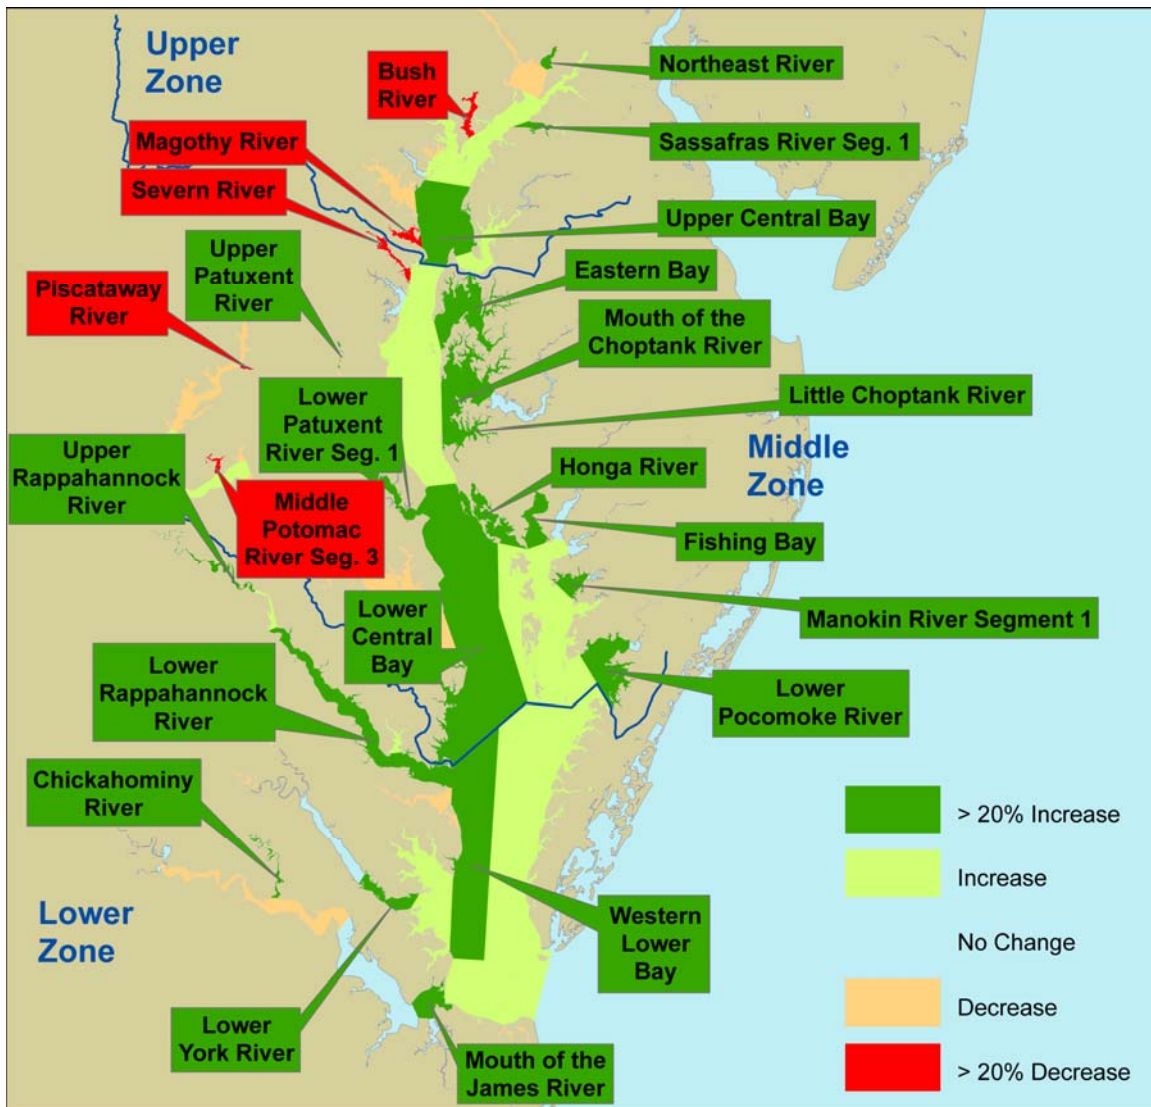 Upper
Zone
Bush
River
Northeast River
Magothy River
Sassafras River Seg. 1
Severn River
Upper Central Bay
Upper
Patuxent
River
Eastern Bay
Piscataway
River
Mouth of the
Choptank River
Lower
Patuxent
River Seg. 1
Little Choptank River
Upper
Rappahannock
River
Middle
Zone
Honga River
Middle
Potomac
River Seg. 3
Fishing Bay
Lower
Central
Bay
Manokin River Segment 1
Lower
Rappahannock
River
Lower
Pocomoke River
Chickahominy
River
Lower
Zone
Western
Lower
Bay
Lower
York River
Mouth of the
James River
> 20% Increase
Increase
No Change
Decrease
> 20% Decrease